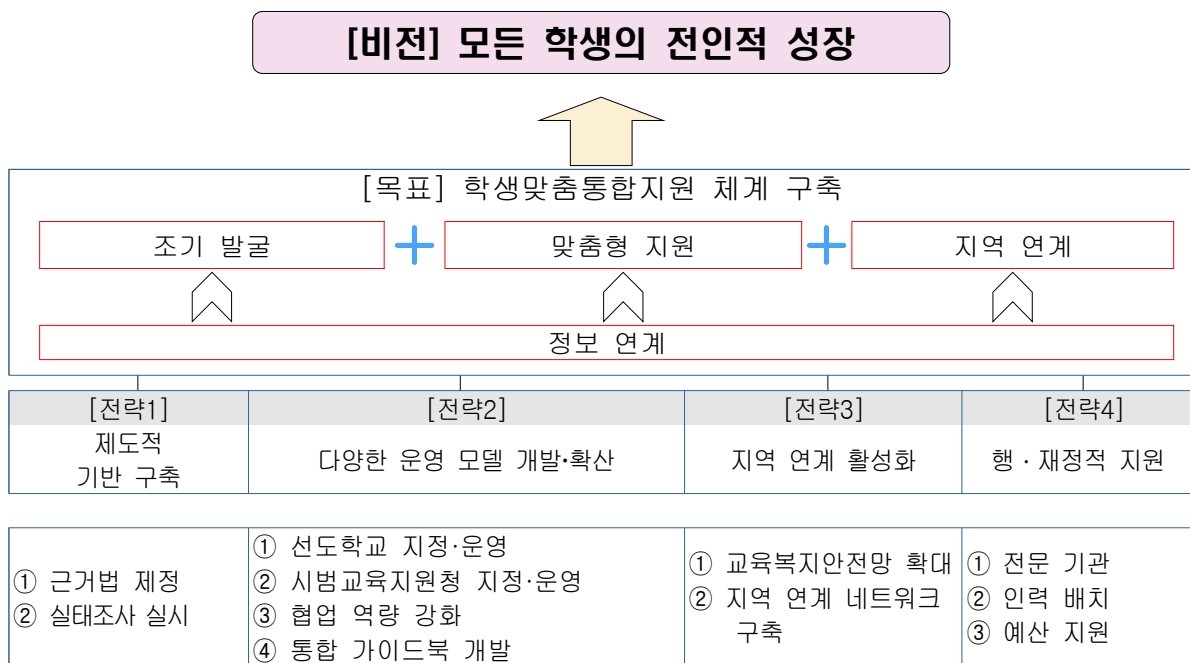 [비전] 모든 학생의 전인적 성장
[목표] 학생맞춤통합지원 체계 구축
조기 발굴
맞춤형 지원
지역 연계
정보 연계
[전략1]
[전략2]
[전략3]
[전략4]
제도적
기반 구축
다양한 운영 모델 개발·확산
지역 연계 활성화
행·재정적 지원
① 근거법 제정
② 실태조사 실시
① 선도학교 지정·운영
② 시범교육지원청 지정·운영
③ 협업 역량 강화
④ 통합 가이드북 개발
① 교육복지안전망 확대
② 지역 연계 네트워크
구축
① 전문 기관
② 인력 배치
③ 예산 지원